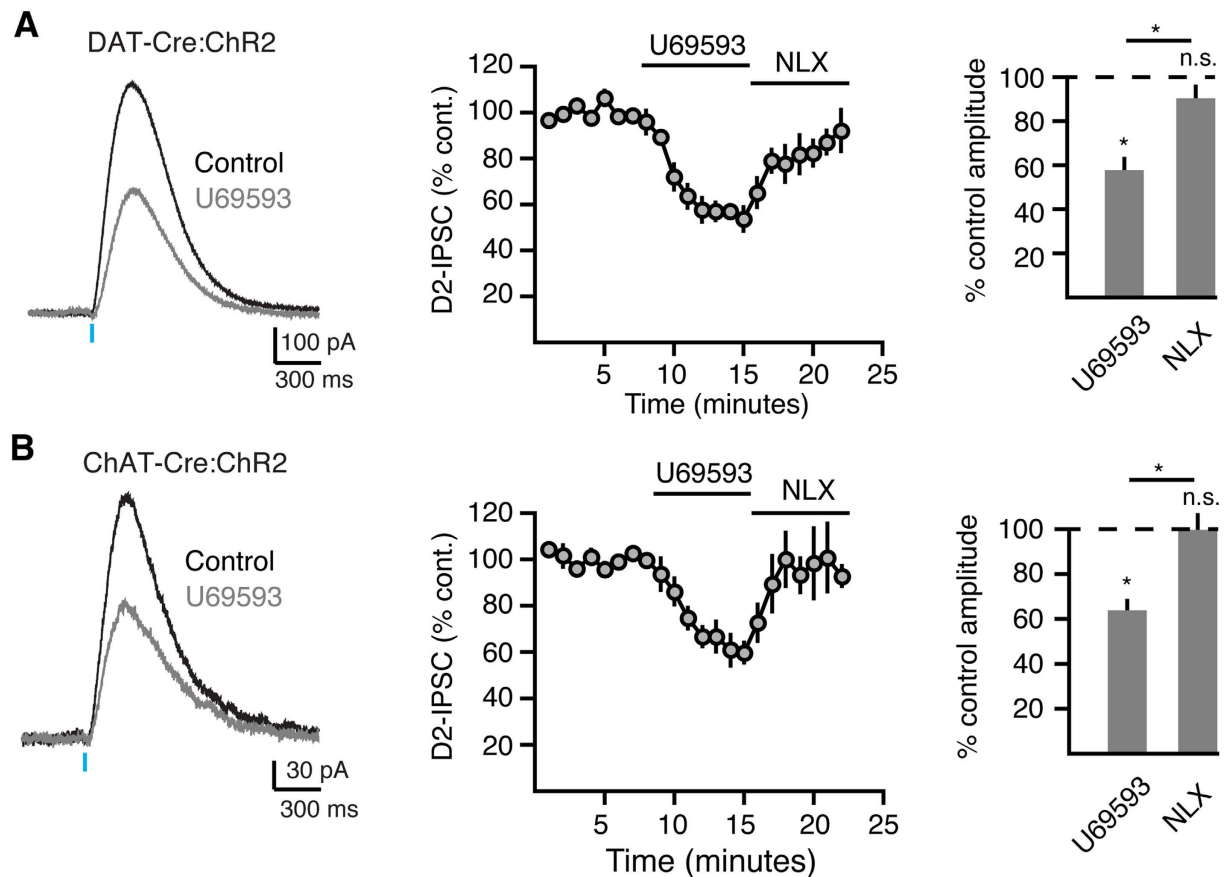 A
DAT-Cre:ChR2
Control
U69593
100 pA
300 ms
U69593
NLX
D2-IPSC (% cont.)
120
100
80
60
40
20
5 10 15 20 25
Time (minutes)
*
n.s.
*
% control amplitude
100
80
60
40
20
U69593
NLX
B
ChAT-Cre:ChR2
Control
U69593
30 pA
300 ms
U69593
NLX
D2-IPSC (% cont.)
120
100
80
60
40
20
5 10 15 20 25
Time (minutes)
*
n.s.
*
% control amplitude
100
80
60
40
20
U69593
NLX